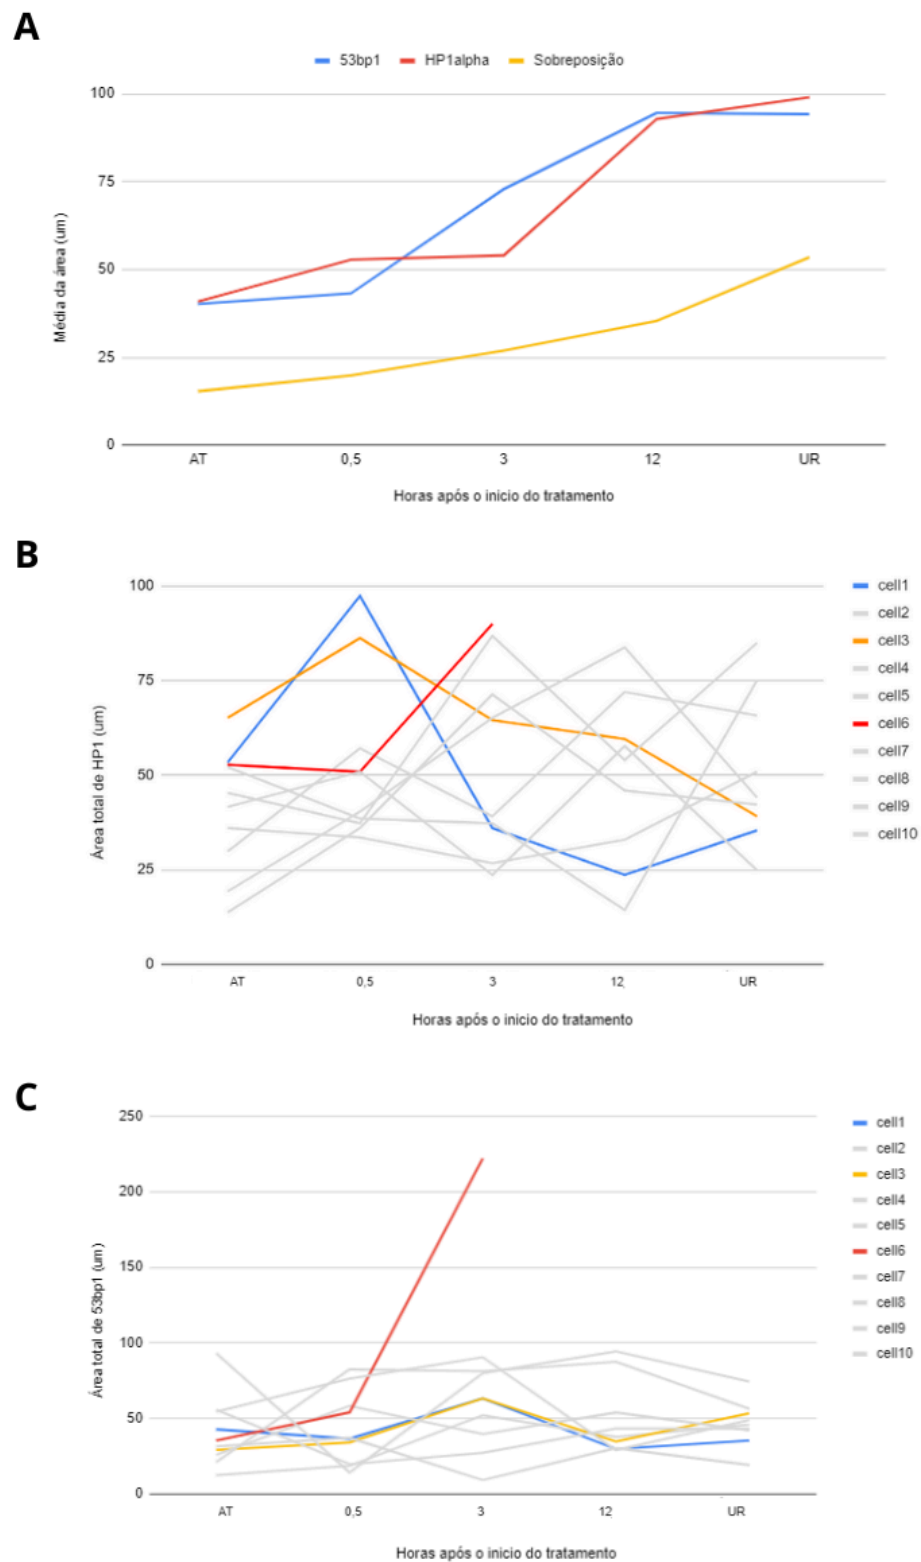 A
53bp1 HP1alpha Sobreposição
100
75
50
25
0
Média da área (um)
AT 0,5 3 12 UR
Horas após o inicio do tratamento
B
100
75
50
25
0
Área total de HP1 (um)
cell1
cell2
cell3
cell4
cell5
cell6
cell7
cell8
cell9
cell10
AT 0,5 3 12 UR
Horas após o inicio do tratamento
C
250
200
150
100
50
0
Área total de 53bp1 (um)
cell1
cell2
cell3
cell4
cell5
cell6
cell7
cell8
cell9
cell10
AT 0,5 3 12 UR
Horas após o inicio do tratamento